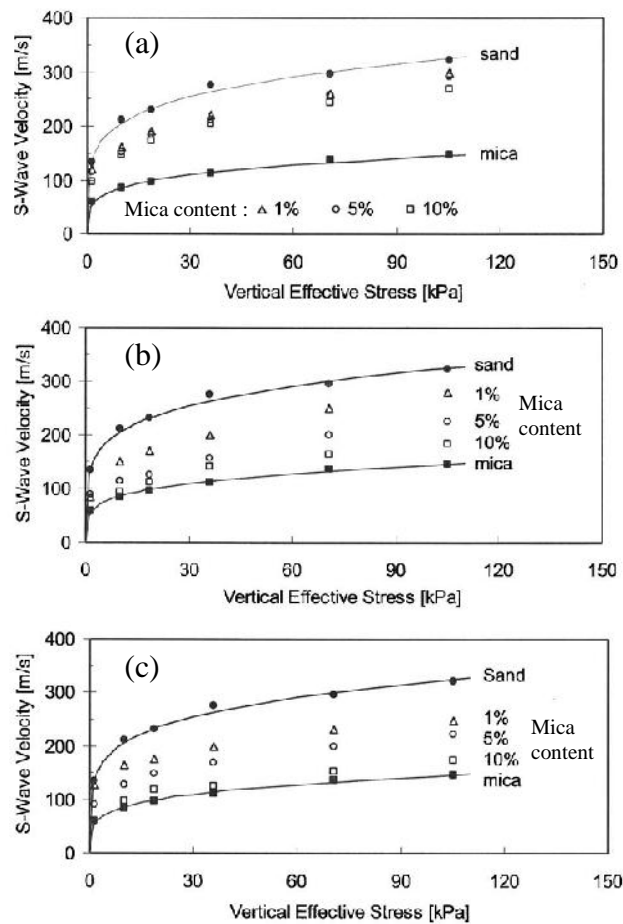 (a)
S-Wave Velocity [m/s]
400
300
200
100
0
sand
mica
Mica content : △ 1% ○ 5% □ 10%
0 30 60 90 120 150
Vertical Effective Stress [kPa]
(b)
S-Wave Velocity [m/s]
400
300
200
100
0
sand
1%
5%
10%
Mica
content
mica
0 30 60 90 120 150
Vertical Effective Stress [kPa]
(c)
S-Wave Velocity [m/s]
400
300
200
100
0
Sand
1%
5%
10%
Mica
content
mica
0 30 60 90 120 150
Vertical Effective Stress [kPa]